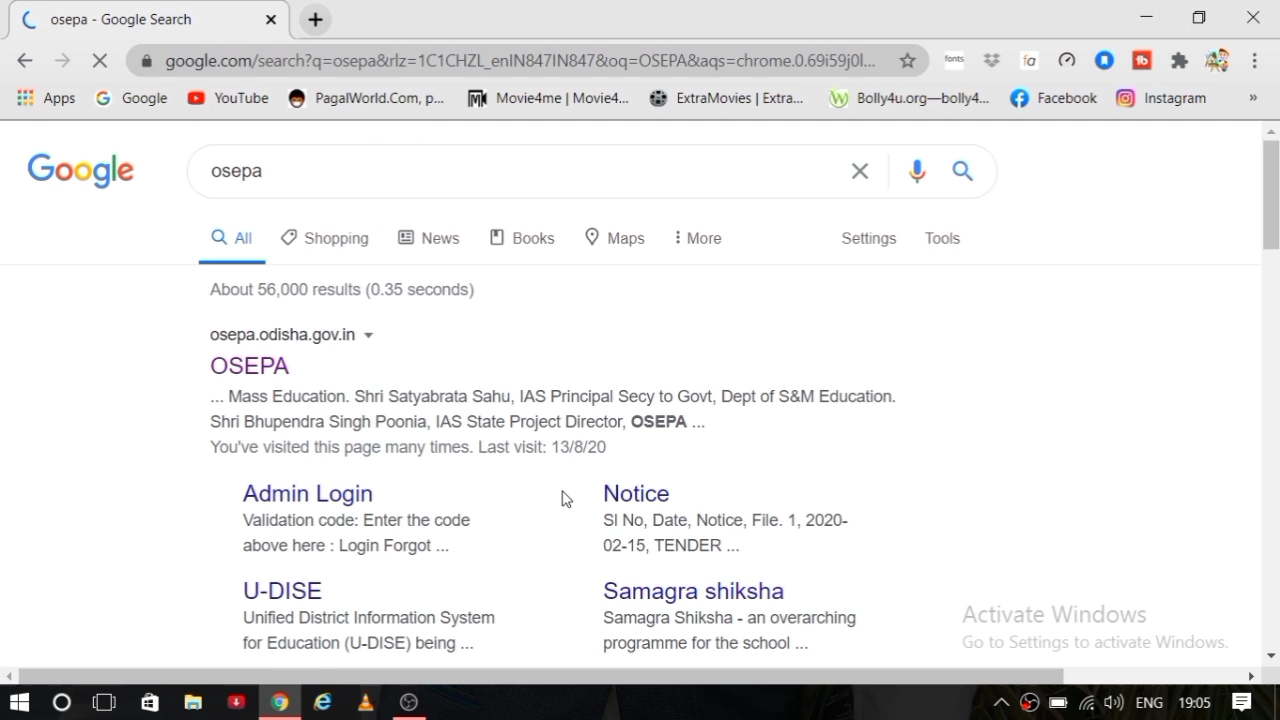 osepa - Google Search
google.com/search?q=osepa&rlz=1C1CHZL_enIN847IN847&oq=OSEPA&aqs=chrome.0.69i59j0l...
fonts
fa
Apps Google YouTube PagalWorld.Com, p... Movie4me | Movie4... ExtraMovies | Extra... Bolly4u.org—bolly4... Facebook Instagram »
Google
osepa
All Shopping News Books Maps More Settings Tools
About 56,000 results (0.35 seconds)
osepa.odisha.gov.in
OSEPA
... Mass Education. Shri Satyabrata Sahu, IAS Principal Secy to Govt, Dept of S&M Education.
Shri Bhupendra Singh Poonia, IAS State Project Director, OSEPA ...
You've visited this page many times. Last visit: 13/8/20
Admin Login
Validation code: Enter the code
above here : Login Forgot ...
Notice
Sl No, Date, Notice, File. 1, 2020-
02-15, TENDER ...
U-DISE
Unified District Information System
for Education (U-DISE) being ...
Samagra shiksha
Samagra Shiksha - an overarching
programme for the school ...
Activate Windows
Go to Settings to activate Windows.
ENG 19:05